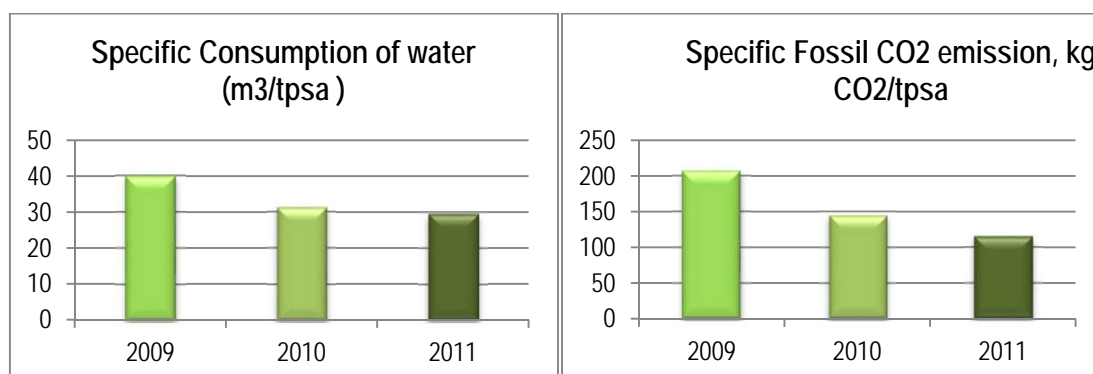 Specific Consumption of water
(m3/tpsa )
50
40
30
20
10
0
2009 2010 2011
Specific Fossil CO2 emission, kg
CO2/tpsa
250
200
150
100
50
0
2009 2010 2011